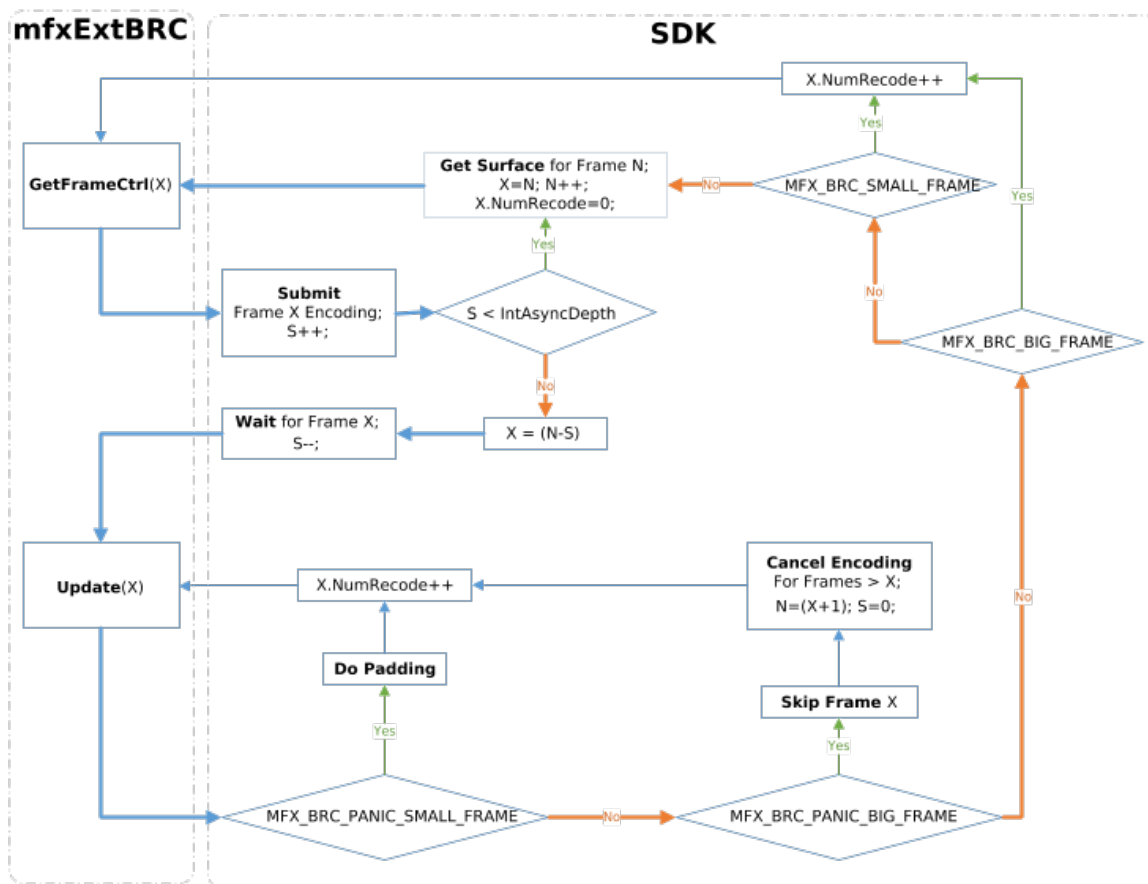 mfxExtBRC
SDK
X.NumRecode++
Yes
Get Surface for Frame N;
X=N; N++;
X.NumRecode=0;
No
MFX_BRC_SMALL_FRAME
Yes
GetFrameCtrl(X)
Yes
No
Submit
Frame X Encoding;
S++;
S < IntAsyncDepth
MFX_BRC_BIG_FRAME
No
Wait for Frame X;
S--;
X = (N-S)
Update(X)
X.NumRecode++
Cancel Encoding
For Frames > X;
N=(X+1); S=0;
No
Do Padding
Skip Frame X
Yes
Yes
MFX_BRC_PANIC_SMALL_FRAME
No
MFX_BRC_PANIC_BIG_FRAME